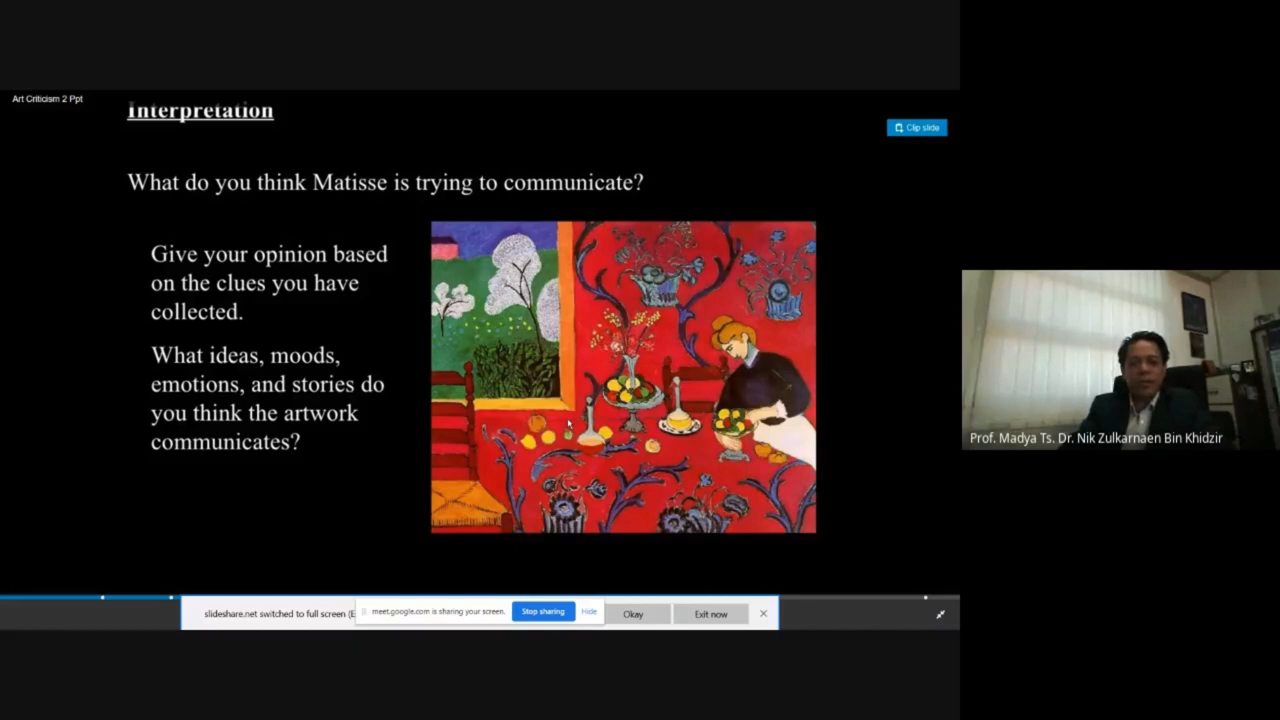 Art Criticism 2 Ppt
Interpretation
Clip slide
What do you think Matisse is trying to communicate?
Give your opinion based
on the clues you have
collected.
What ideas, moods,
emotions, and stories do
you think the artwork
communicates?
Prof. Madya Ts. Dr. Nik Zulkarnaen Bin Khidzir
slideshare.net switched to full screen (E
meet.google.com is sharing your screen.
Stop sharing
Hide
Okay
Exit now